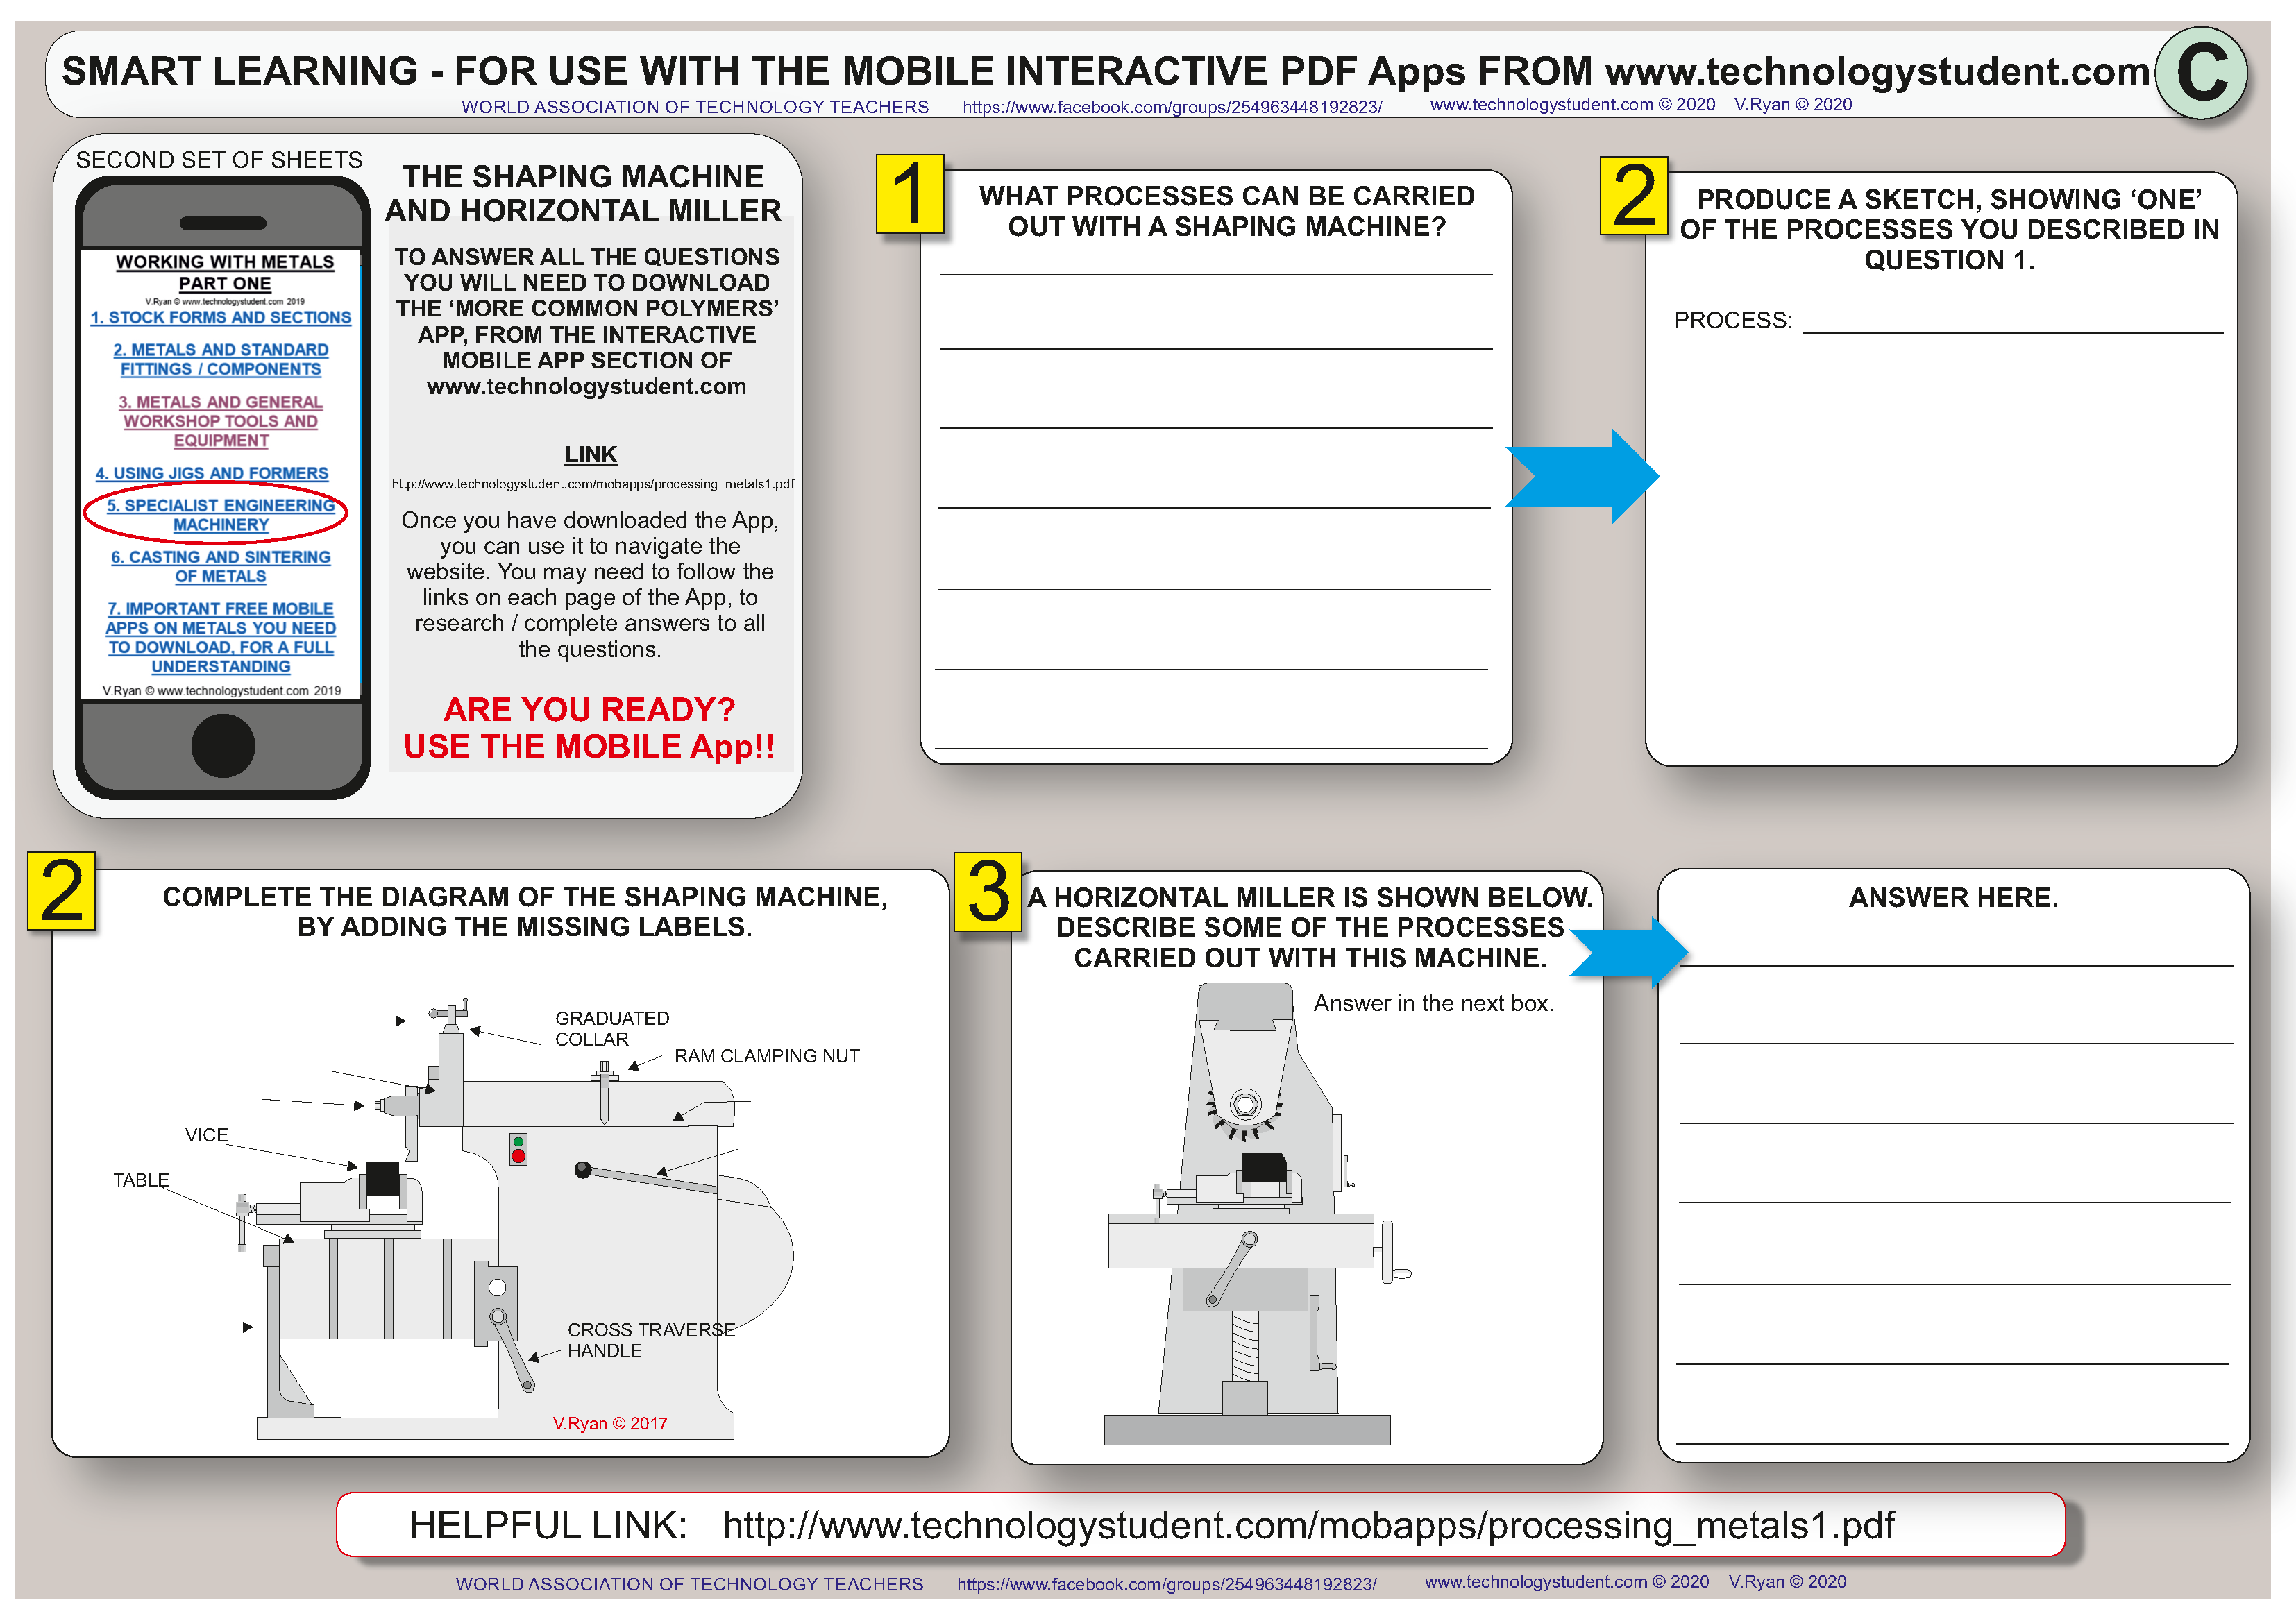 SMART LEARNING - FOR USE WITH THE MOBILE INTERACTIVE PDF Apps FROM www.technologystudent.com
C
WORLD ASSOCIATION OF TECHNOLOGY TEACHERS https://www.facebook.com/groups/254963448192823/ www.technologystudent.com © 2020 V.Ryan © 2020
SECOND SET OF SHEETS
WORKING WITH METALS
PART ONE
V.Ryan © www.technologystudent.com 2019
1. STOCK FORMS AND SECTIONS
2. METALS AND STANDARD
FITTINGS / COMPONENTS
3. METALS AND GENERAL
WORKSHOP TOOLS AND
EQUIPMENT
4. USING JIGS AND FORMERS
5. SPECIALIST ENGINEERING
MACHINERY
6. CASTING AND SINTERING
OF METALS
7. IMPORTANT FREE MOBILE
APPS ON METALS YOU NEED
TO DOWNLOAD, FOR A FULL
UNDERSTANDING
V.Ryan © www.technologystudent.com 2019
THE SHAPING MACHINE
AND HORIZONTAL MILLER
TO ANSWER ALL THE QUESTIONS
YOU WILL NEED TO DOWNLOAD
THE ‘MORE COMMON POLYMERS’
APP, FROM THE INTERACTIVE
MOBILE APP SECTION OF
www.technologystudent.com
LINK
http://www.technologystudent.com/mobapps/processing_metals1.pdf
Once you have downloaded the App,
you can use it to navigate the
website. You may need to follow the
links on each page of the App, to
research / complete answers to all
the questions.
ARE YOU READY?
USE THE MOBILE App!!
1
WHAT PROCESSES CAN BE CARRIED
OUT WITH A SHAPING MACHINE?
2
PRODUCE A SKETCH, SHOWING ‘ONE’
OF THE PROCESSES YOU DESCRIBED IN
QUESTION 1.
PROCESS:
2
COMPLETE THE DIAGRAM OF THE SHAPING MACHINE,
BY ADDING THE MISSING LABELS.
GRADUATED
COLLAR
RAM CLAMPING NUT
VICE
TABLE
CROSS TRAVERSE
HANDLE
V.Ryan © 2017
3
A HORIZONTAL MILLER IS SHOWN BELOW.
DESCRIBE SOME OF THE PROCESSES
CARRIED OUT WITH THIS MACHINE.
Answer in the next box.
ANSWER HERE.
HELPFUL LINK: http://www.technologystudent.com/mobapps/processing_metals1.pdf
WORLD ASSOCIATION OF TECHNOLOGY TEACHERS https://www.facebook.com/groups/254963448192823/ www.technologystudent.com © 2020 V.Ryan © 2020